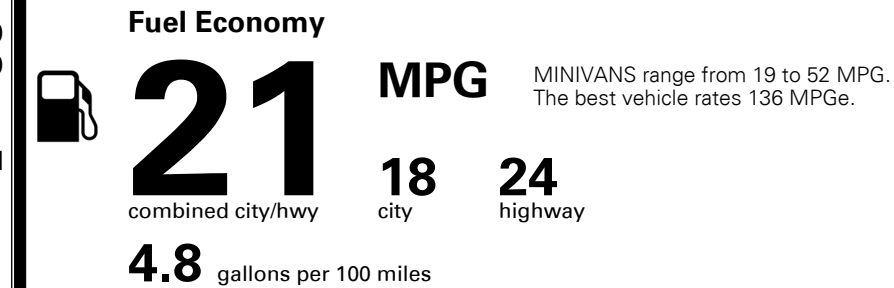 Fuel Economy
21
combined city/hwy
MPG
MINIVANS range from 19 to 52 MPG.
The best vehicle rates 136 MPGe.
18
city
24
highway
4.8 gallons per 100 miles